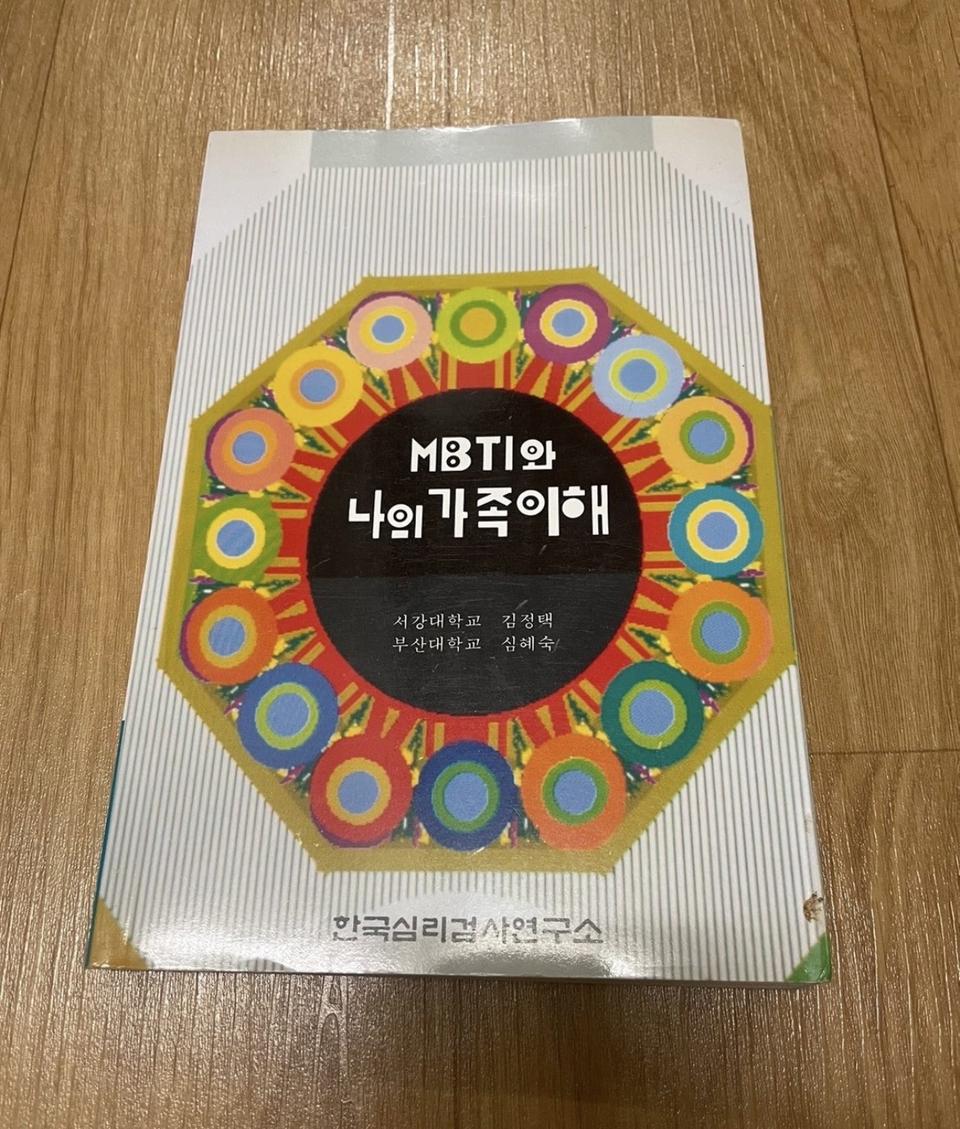 MBTI와
나의가족이해
서강대학교 김정택
부산대학교 심혜숙
한국심리검사연구소